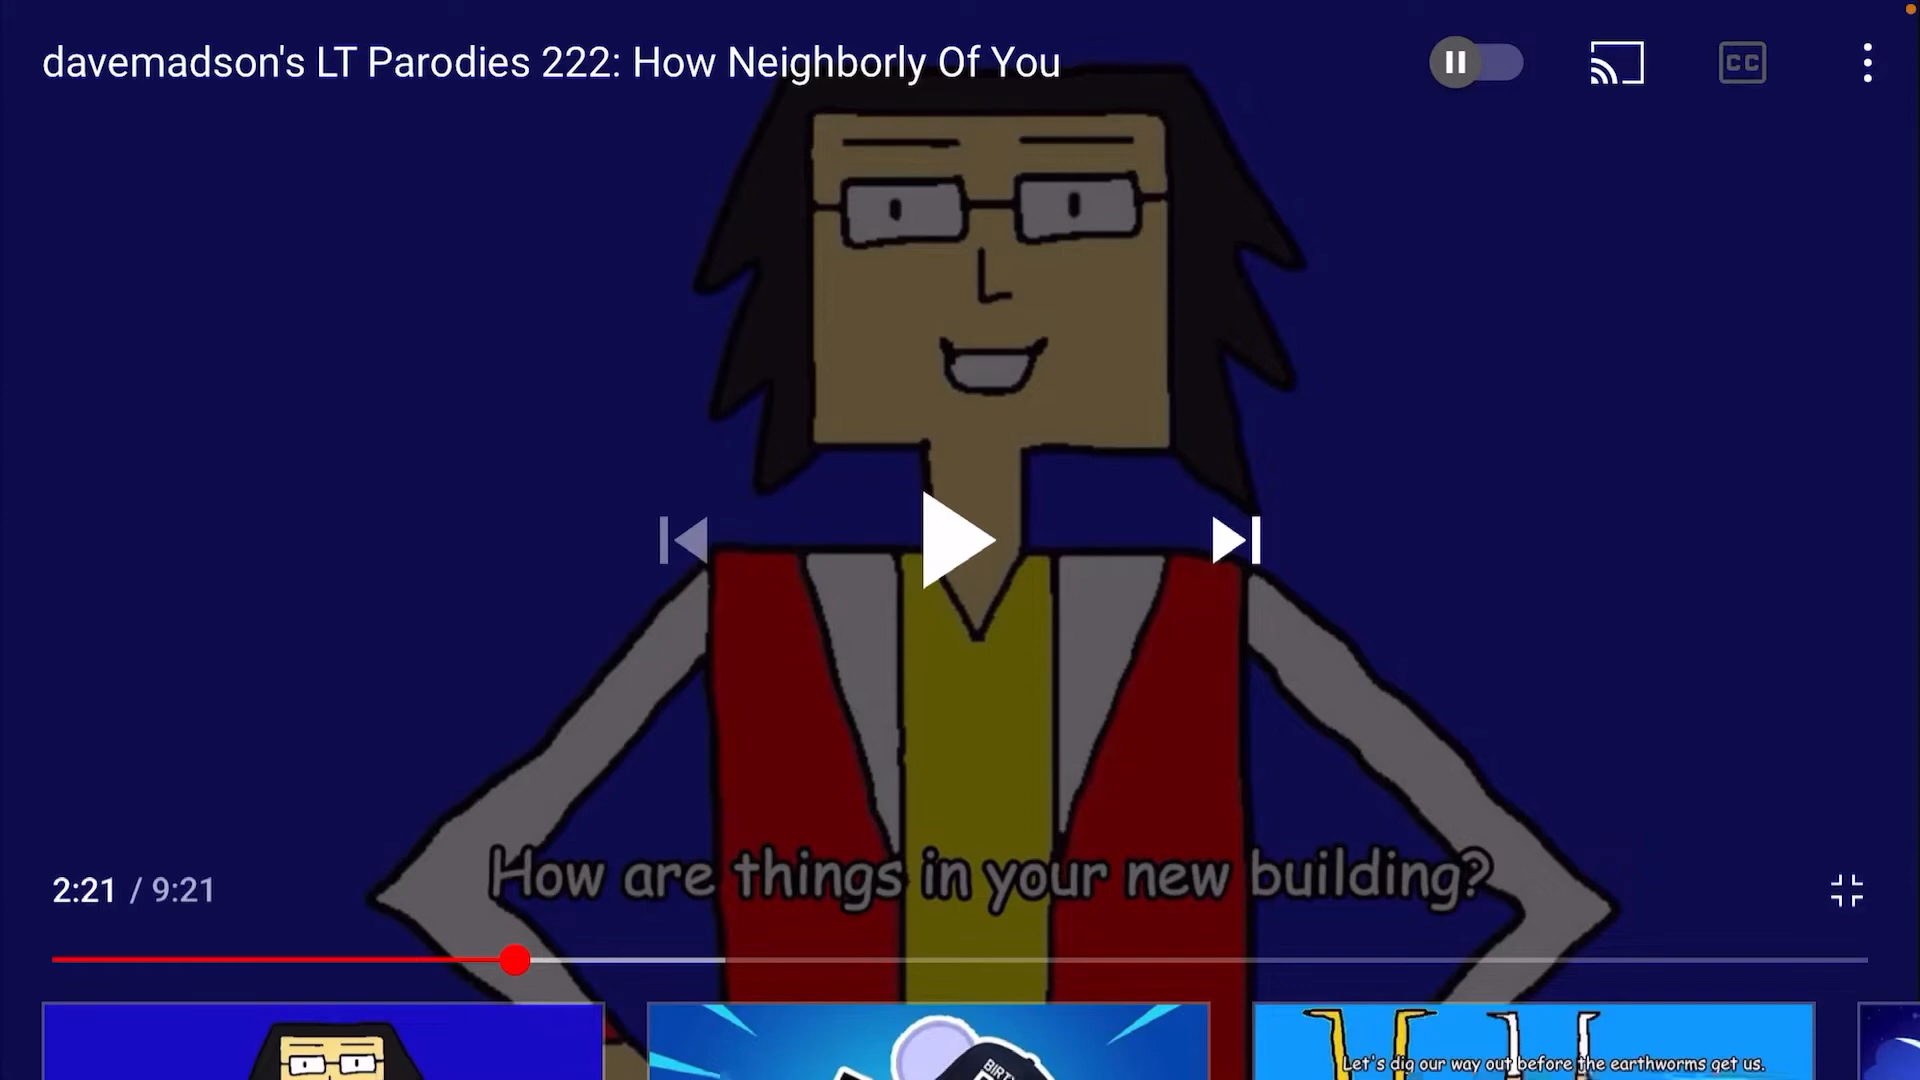 davemadson's LT Parodies 222: How Neighborly Of You
CC
How are things in your new building?
2:21 / 9:21
Let's dig our way out before the earthworms get us.